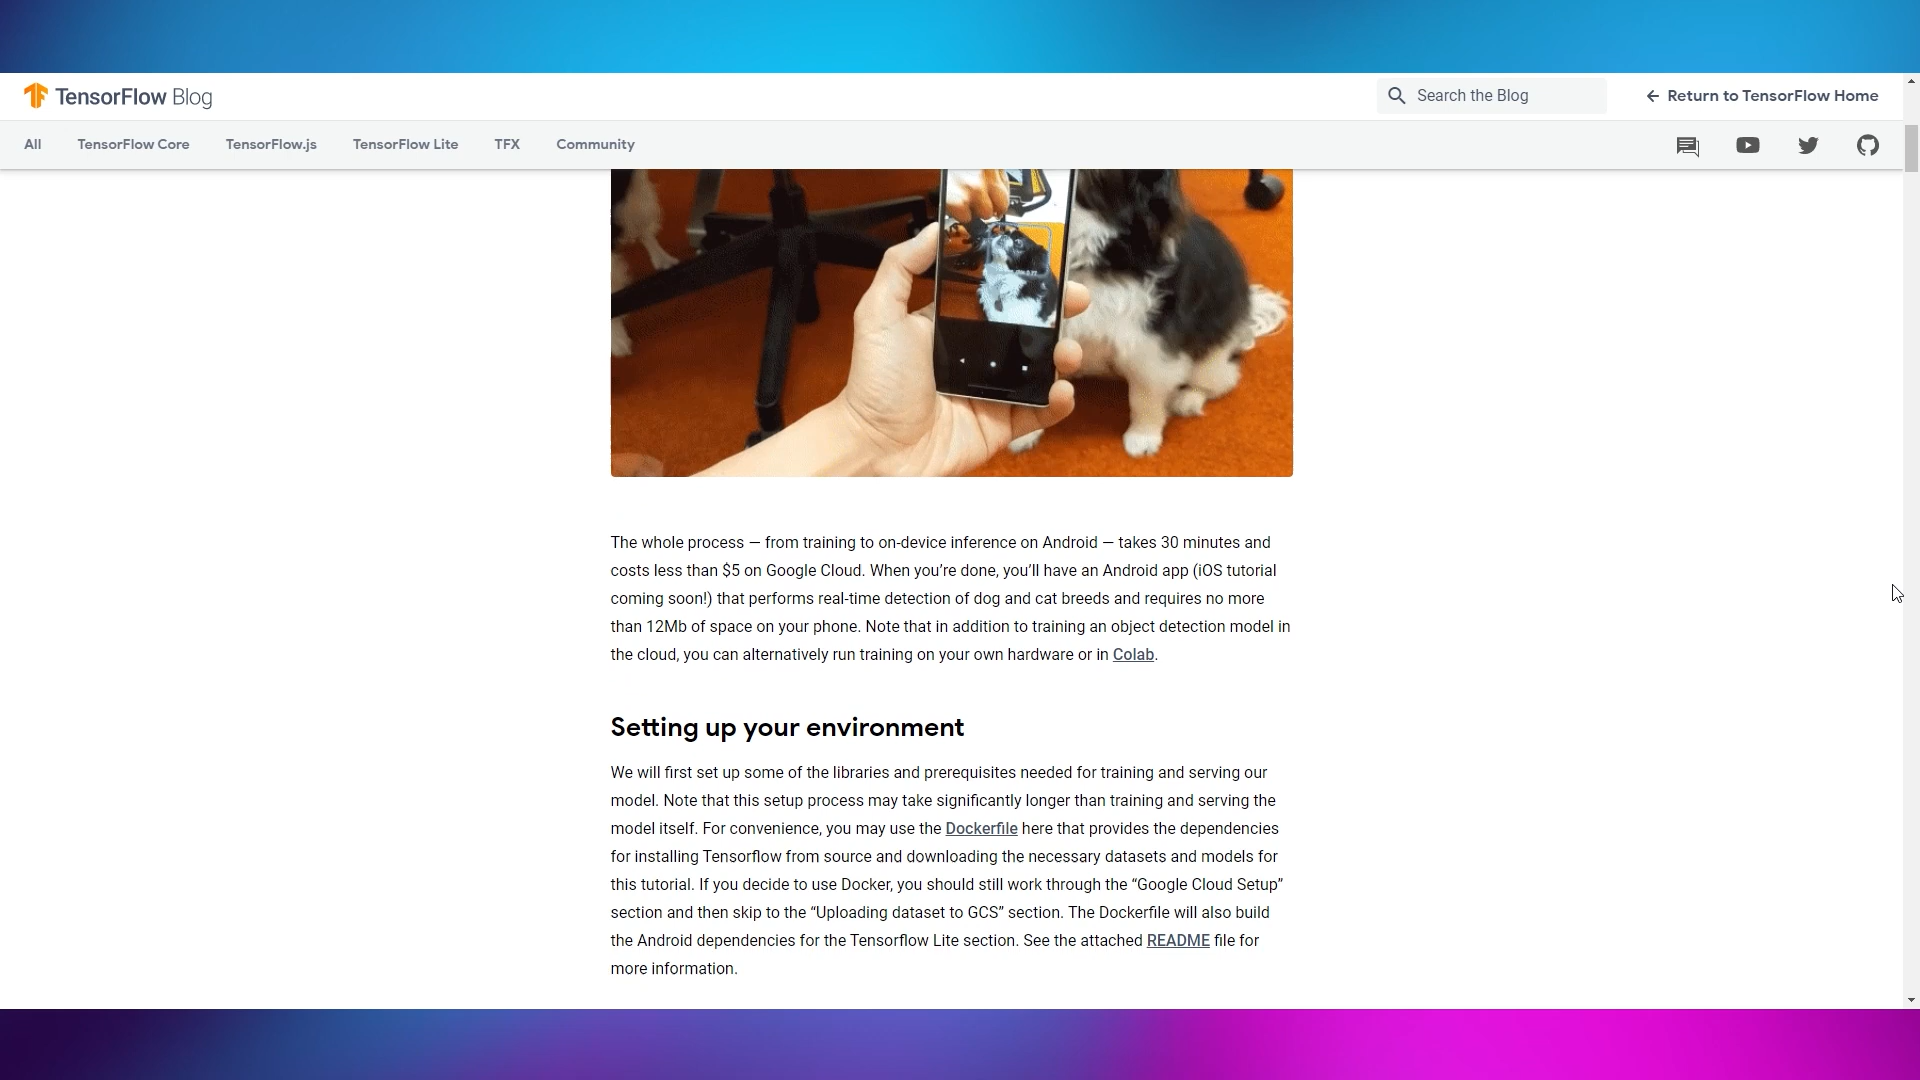 TensorFlow Blog
Search the Blog
Return to TensorFlow Home
All
TensorFlow Core
TensorFlow.js
TensorFlow Lite
TFX
Community
The whole process — from training to on-device inference on Android — takes 30 minutes and
costs less than $5 on Google Cloud. When you’re done, you’ll have an Android app (iOS tutorial
coming soon!) that performs real-time detection of dog and cat breeds and requires no more
than 12Mb of space on your phone. Note that in addition to training an object detection model in
the cloud, you can alternatively run training on your own hardware or in Colab.
Setting up your environment
We will first set up some of the libraries and prerequisites needed for training and serving our
model. Note that this setup process may take significantly longer than training and serving the
model itself. For convenience, you may use the Dockerfile here that provides the dependencies
for installing Tensorflow from source and downloading the necessary datasets and models for
this tutorial. If you decide to use Docker, you should still work through the “Google Cloud Setup”
section and then skip to the “Uploading dataset to GCS” section. The Dockerfile will also build
the Android dependencies for the Tensorflow Lite section. See the attached README file for
more information.